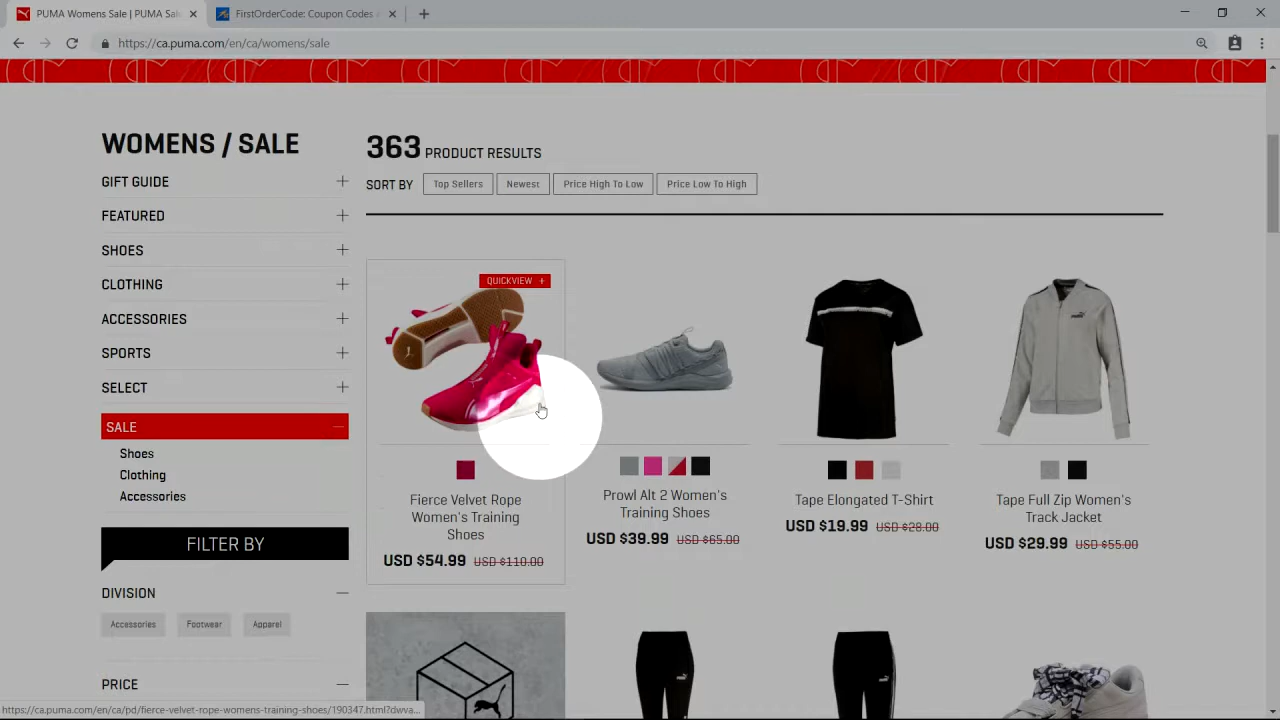 PUMA Womens Sale | PUMA Sal
FirstOrderCode: Coupon Codes
https://ca.puma.com/en/ca/womens/sale
WOMENS / SALE
GIFT GUIDE
FEATURED
SHOES
CLOTHING
ACCESSORIES
SPORTS
SELECT
SALE
Shoes
Clothing
Accessories
FILTER BY
DIVISION
Accessories Footwear Apparel
PRICE
363 PRODUCT RESULTS
SORT BY Top Sellers Newest Price High To Low Price Low To High
QUICKVIEW +
Fierce Velvet Rope
Women's Training
Shoes
USD $54.99 USD $110.00
Prowl Alt 2 Women's
Training Shoes
USD $39.99 USD $65.00
Tape Elongated T-Shirt
USD $19.99 USD $28.00
Tape Full Zip Women's
Track Jacket
USD $29.99 USD $55.00
https://ca.puma.com/en/ca/pd/fierce-velvet-rope-womens-training-shoes/190347.html?dwva...